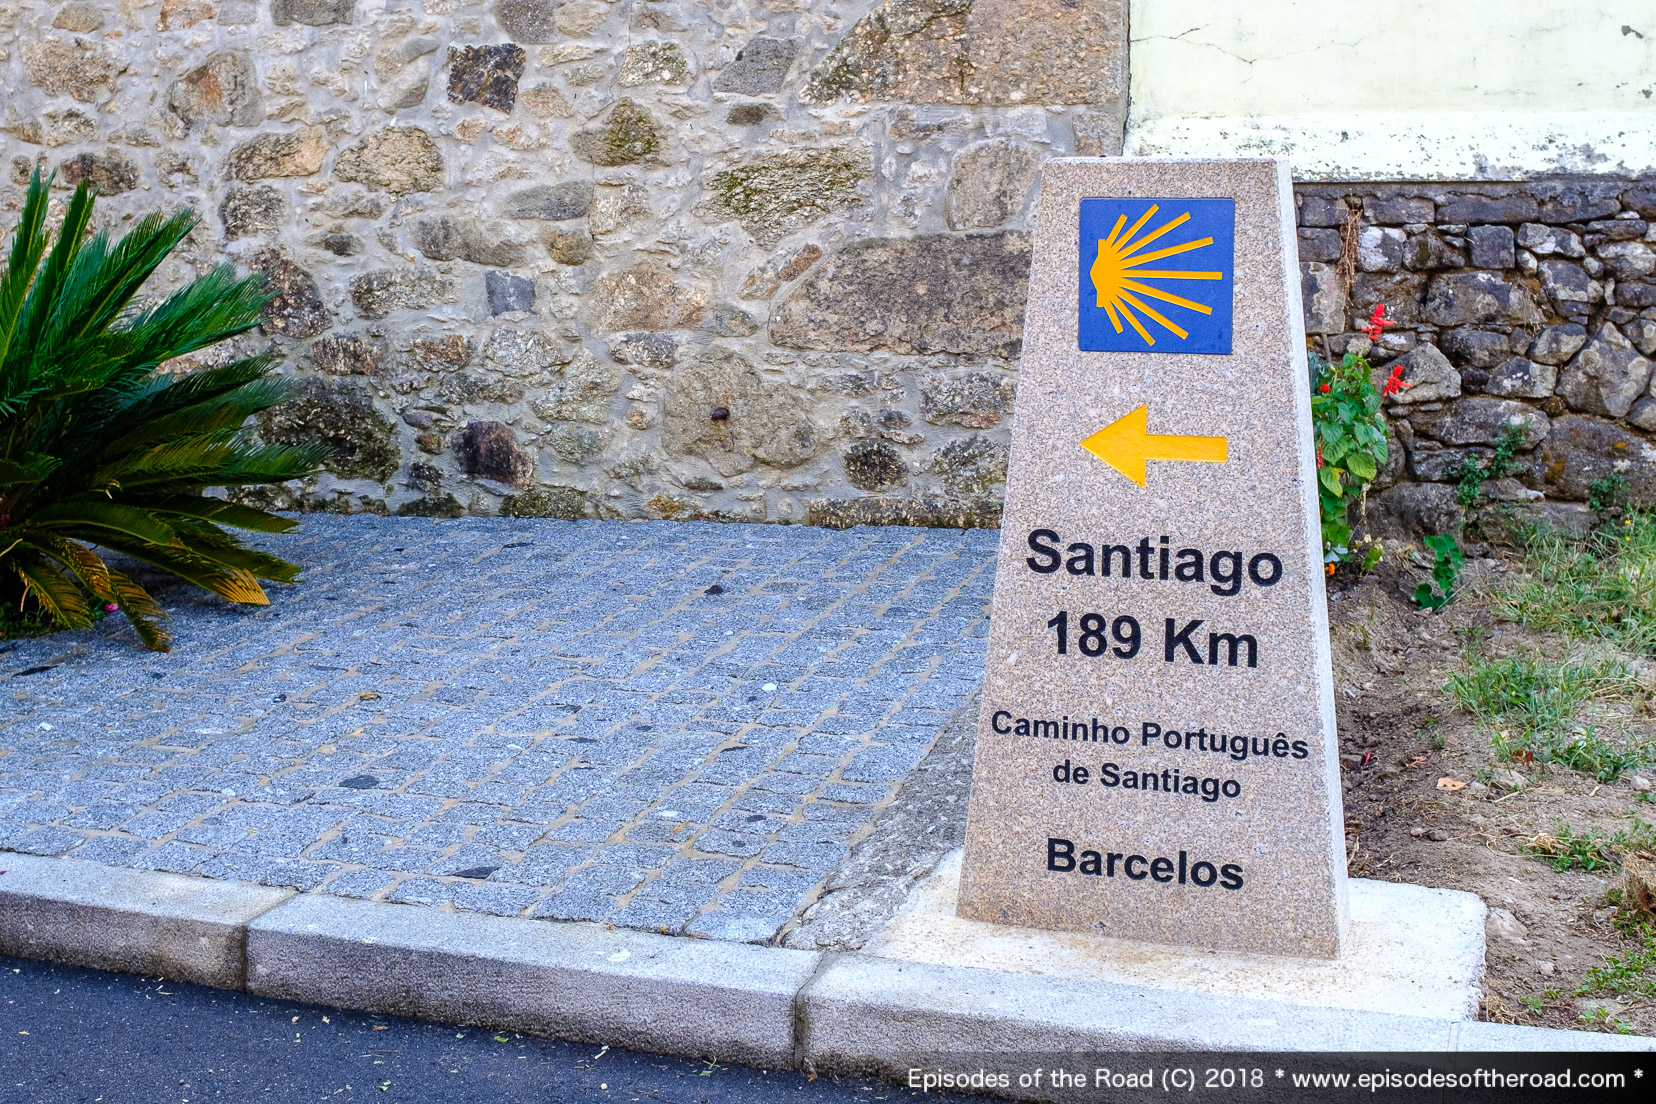 Santiago
189 Km
Caminho Português
de Santiago
Barcelos
Episodes of the Road (C) 2018 * www.episodesoftheroad.com *